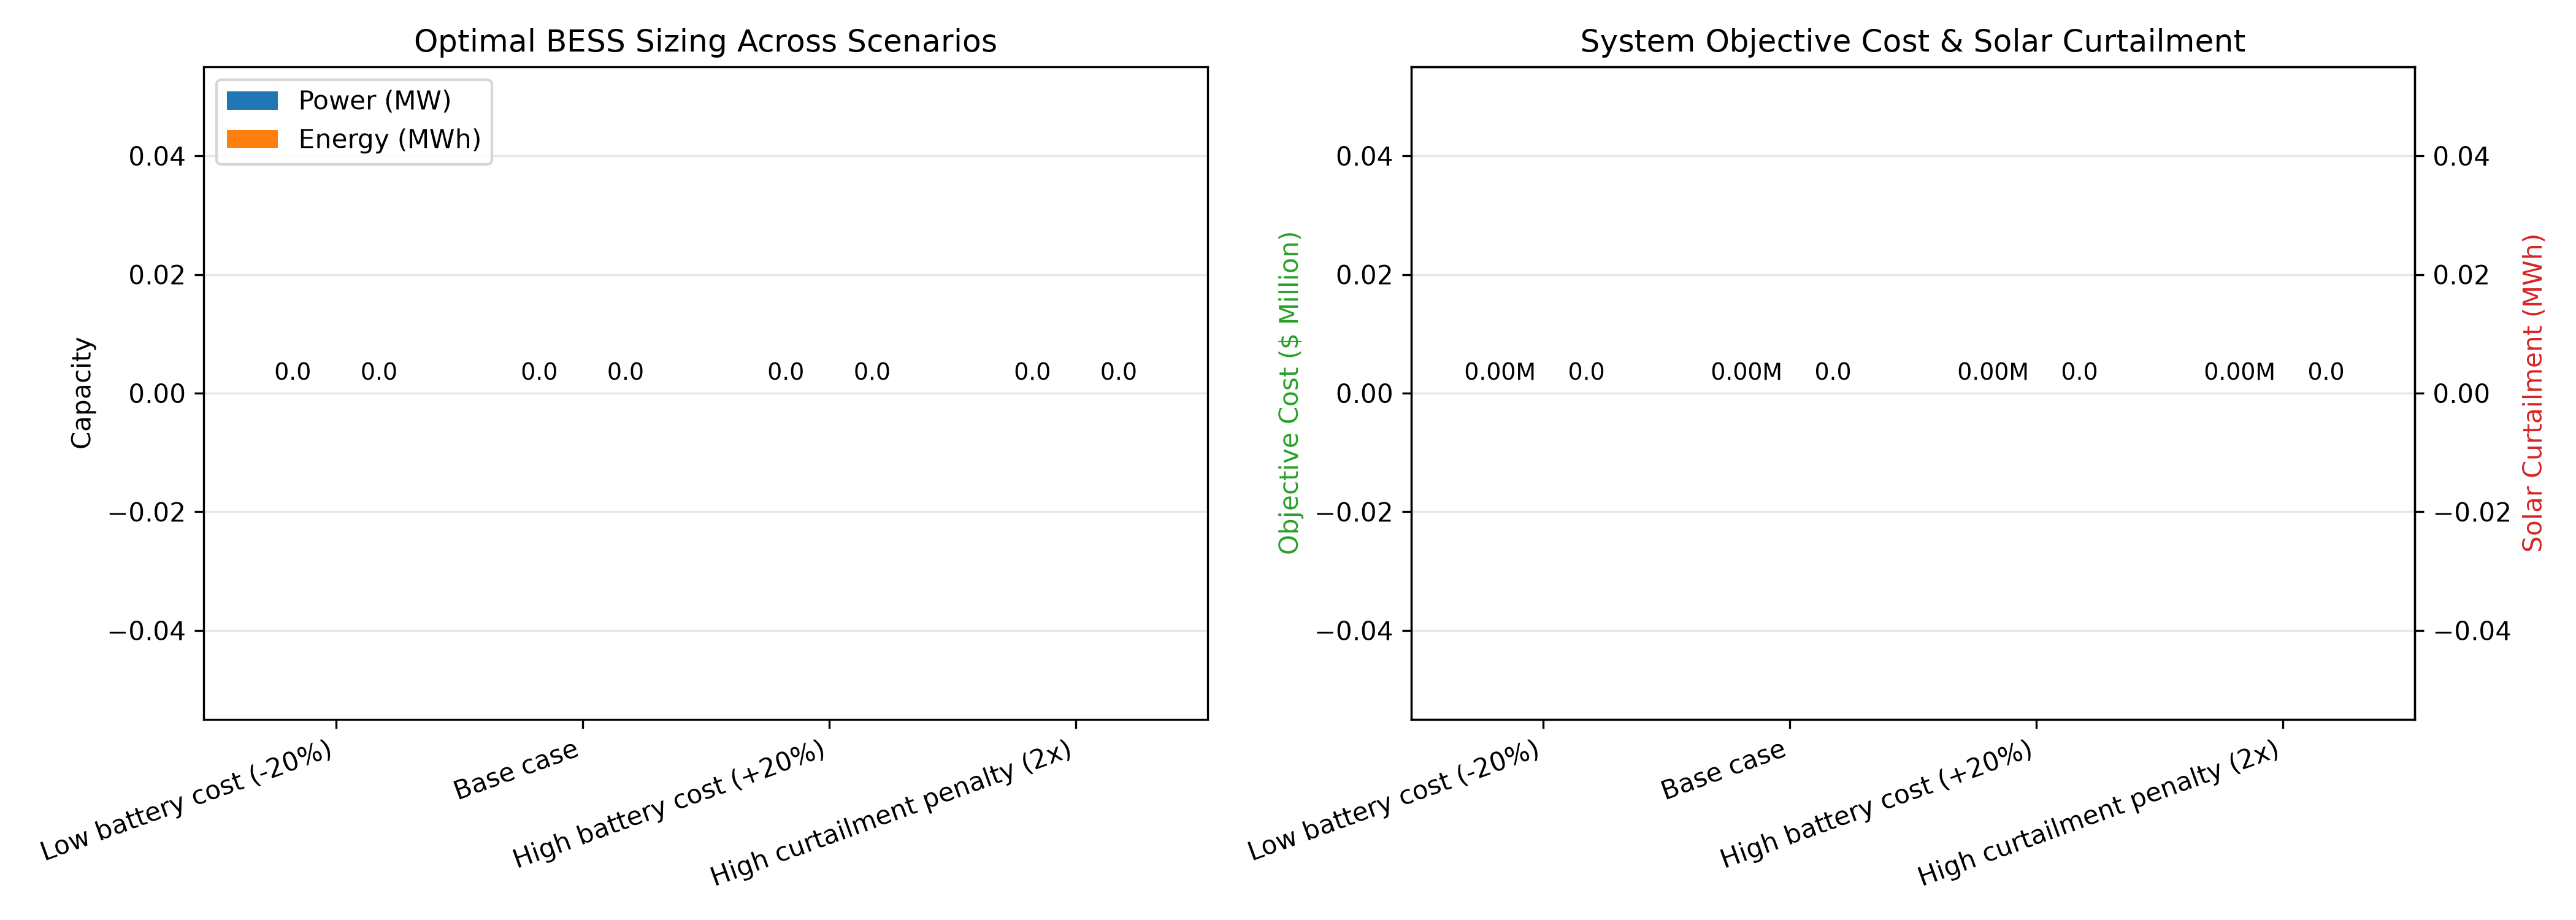 Optimal BESS Sizing Across Scenarios
Power (MW)
Energy (MWh)
Capacity
0.04
0.02
0.00
−0.02
−0.04
0.0 0.0 0.0 0.0 0.0 0.0 0.0 0.0
Low battery cost (-20%)
Base case
High battery cost (+20%)
High curtailment penalty (2x)
System Objective Cost & Solar Curtailment
Objective Cost ($ Million)
0.04
0.02
0.00
−0.02
−0.04
0.00M 0.0 0.00M 0.0 0.00M 0.0 0.00M 0.0
0.04
0.02
0.00
−0.02
−0.04
Solar Curtailment (MWh)
Low battery cost (-20%)
Base case
High battery cost (+20%)
High curtailment penalty (2x)